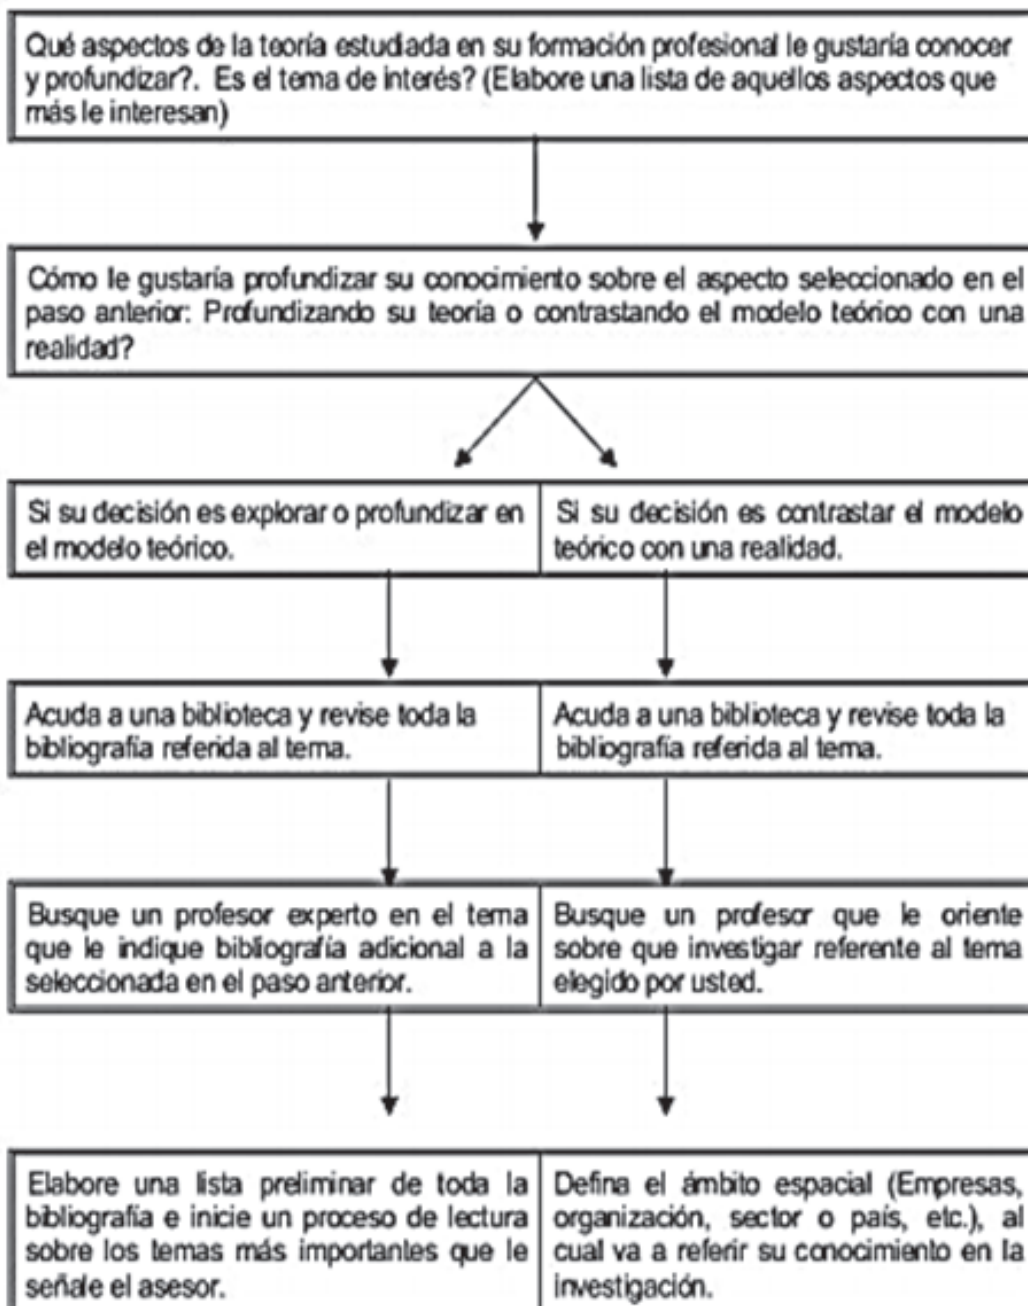 Qué aspectos de la teoría estudiada en su formación profesional le gustaría conocer
y profundizar?. Es el tema de interés? (Elabore una lista de aquellos aspectos que
más le interesan)
Cómo le gustaría profundizar su conocimiento sobre el aspecto seleccionado en el
paso anterior: Profundizando su teoría o contrastando el modelo teórico con una
realidad?
Si su decisión es explorar o profundizar en
el modelo teórico.
Si su decisión es contrastar el modelo
teórico con una realidad.
Acuda a una biblioteca y revise toda la
bibliografía referida al tema.
Acuda a una biblioteca y revise toda la
bibliografía referida al tema.
Busque un profesor experto en el tema
que le indique bibliografía adicional a la
seleccionada en el paso anterior.
Busque un profesor que le oriente
sobre que investigar referente al tema
elegido por usted.
Elabore una lista preliminar de toda la
bibliografía e inicie un proceso de lectura
sobre los temas más importantes que le
señale el asesor.
Defina el ámbito espacial (Empresas,
organización, sector o país, etc.), al
cual va a referir su conocimiento en la
investigación.